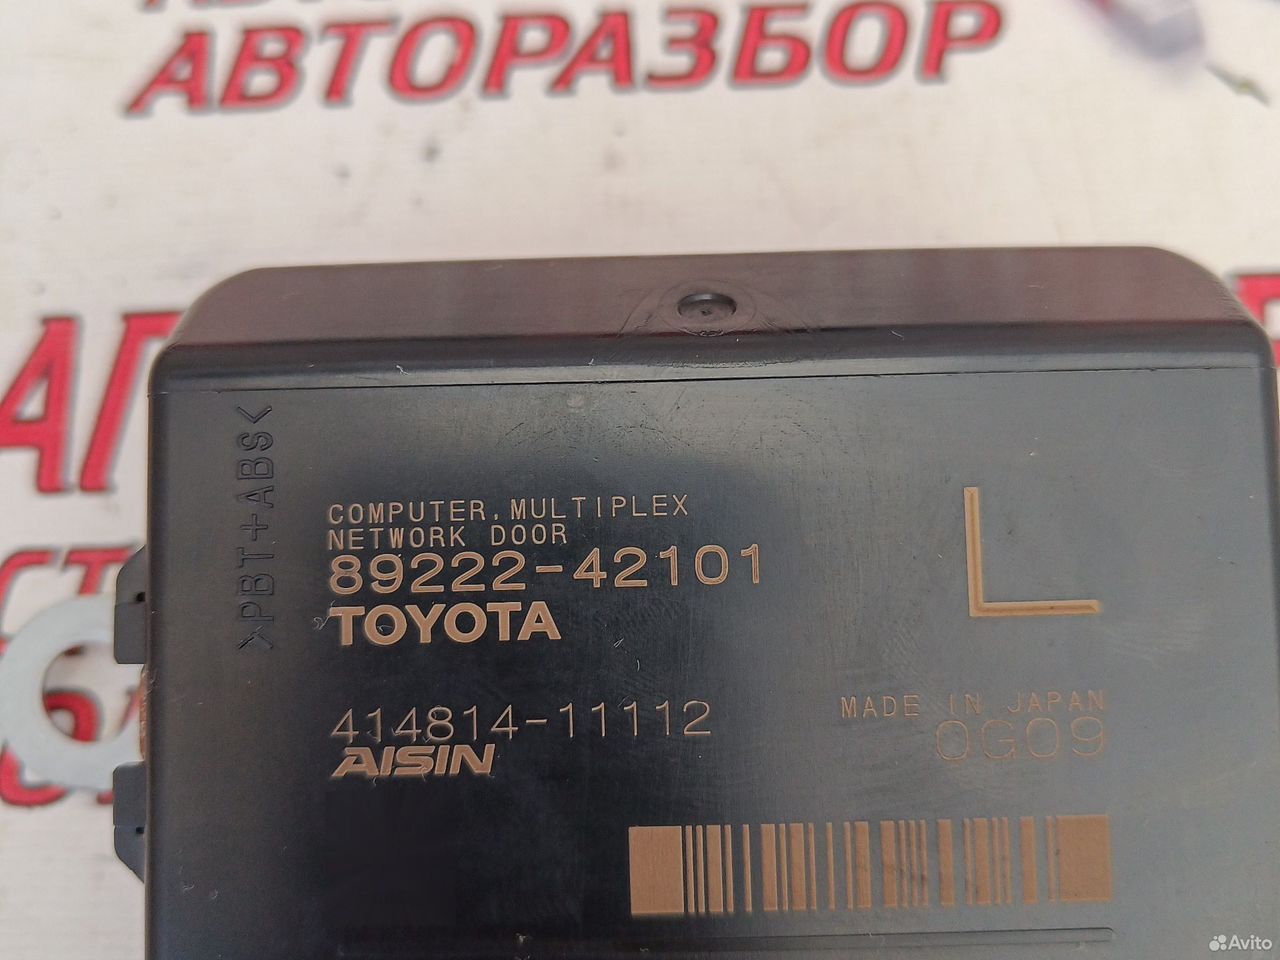 АВТОРАЗБОР
>PBT+ABS<
COMPUTER, MULTIPLEX
NETWORK DOOR
89222-42101
TOYOTA
L
414814-11112
AISIN
MADE IN JAPAN
0G09
Avito